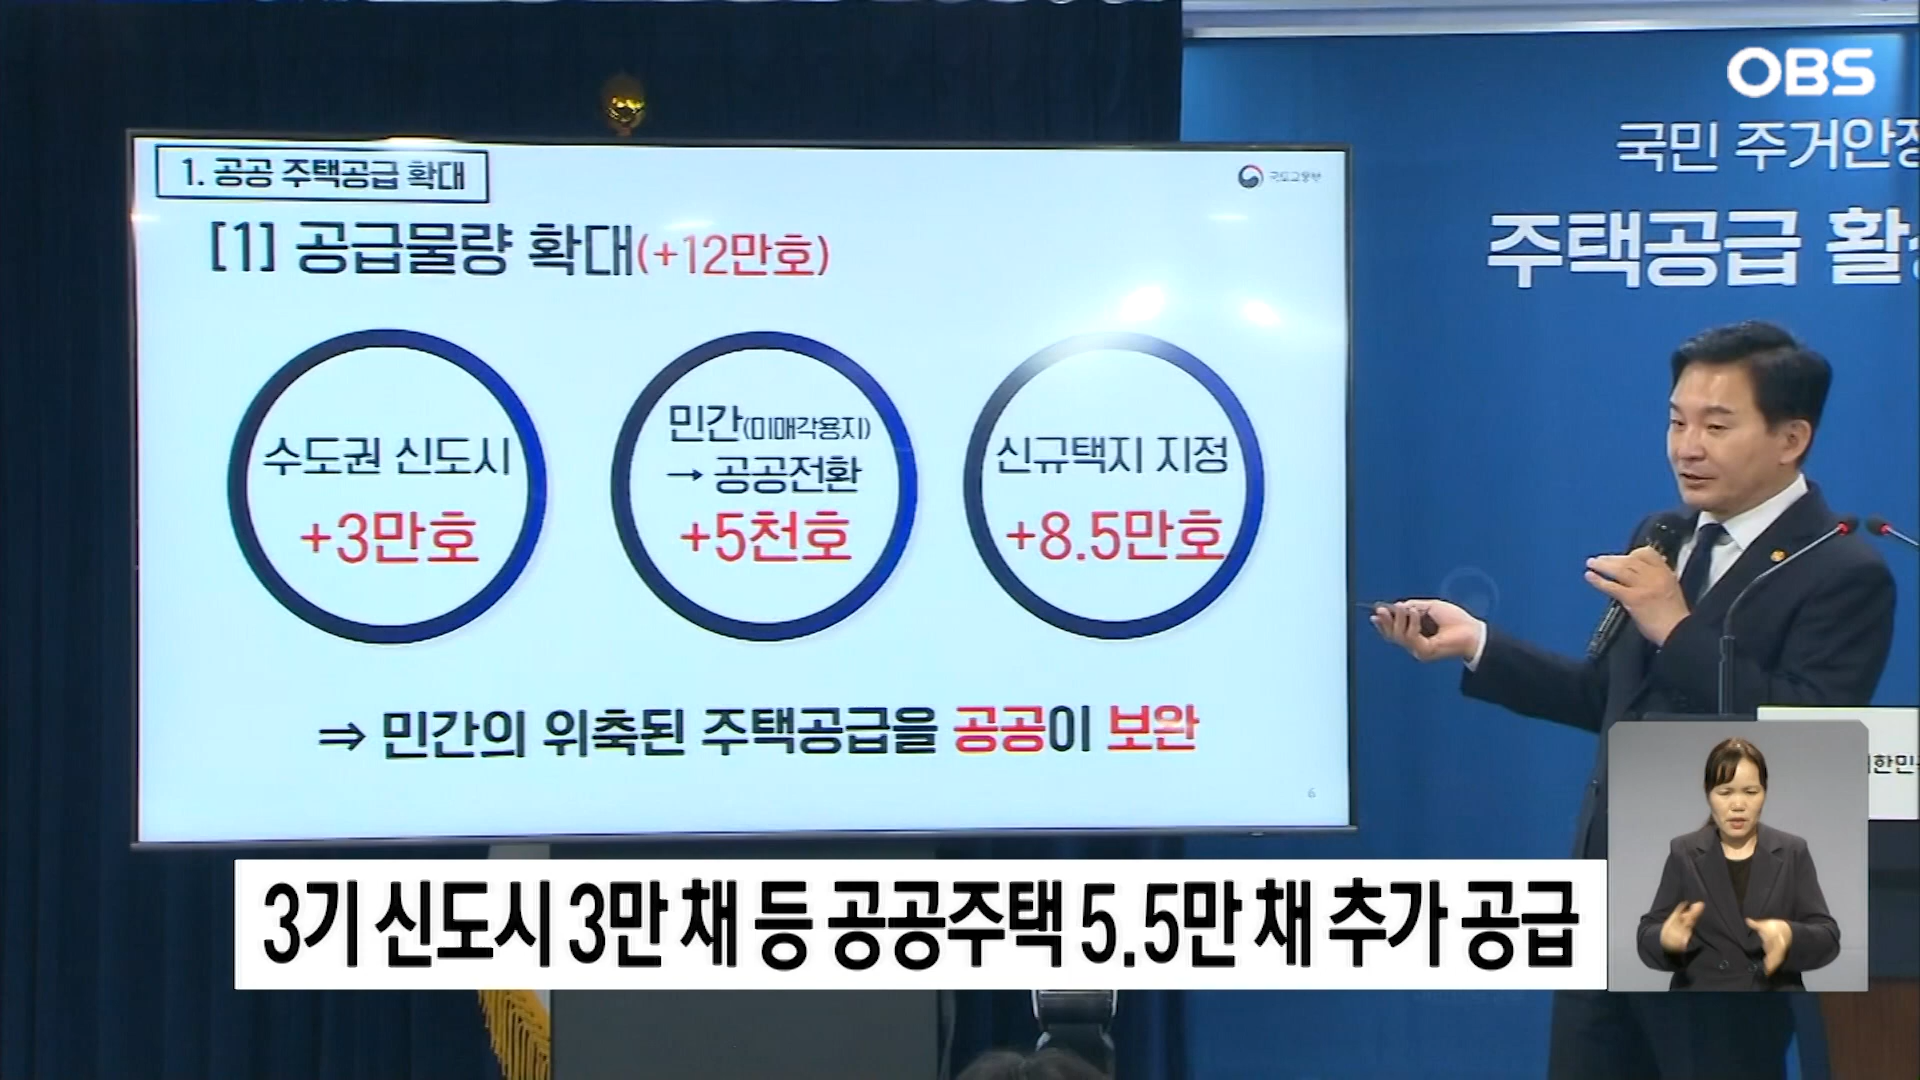 OBS
국민 주거안정
주택공급 활성
1. 공공 주택공급 확대
국토교통부
[1] 공급물량 확대(+12만호)
수도권 신도시
+3만호
민간(미매각용지)
→ 공공전환
+5천호
신규택지 지정
+8.5만호
⇒ 민간의 위축된 주택공급을 공공이 보완
6
대한민
3기 신도시 3만 채 등 공공주택 5.5만 채 추가 공급